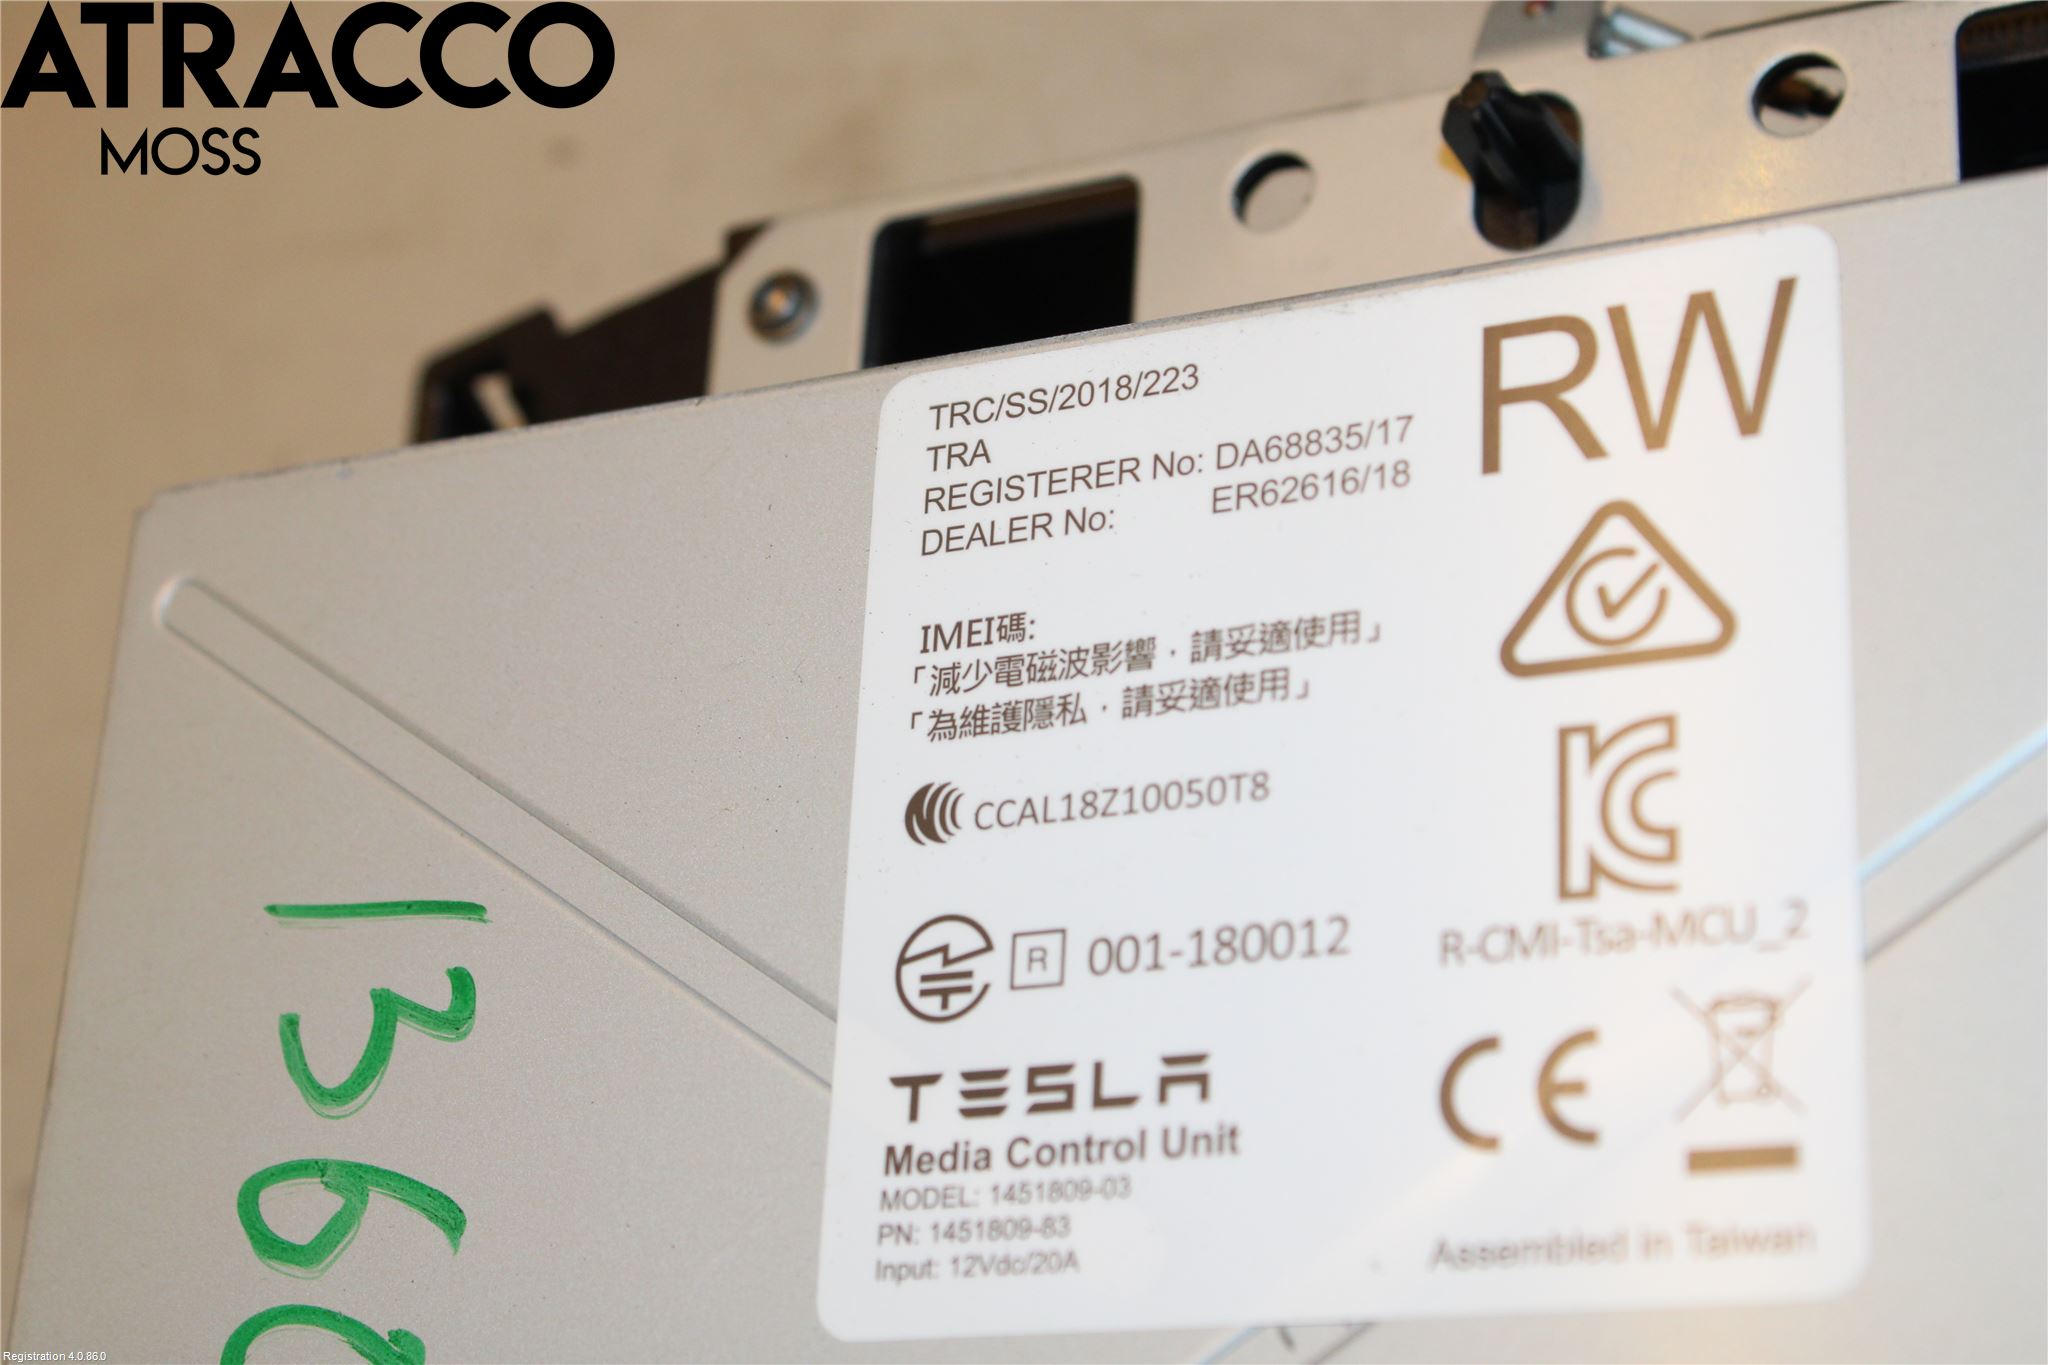 ATRACCO
MOSS
RW
TRC/SS/2018/223
TRA
REGISTERER No: DA68835/17
DEALER No: ER62616/18
IMEI碼:
「減少電磁波影響，請妥適使用」
「為維護隱私，請妥適使用」
CCAL18Z10050T8
R 001-180012
R-CMI-Tsa-MCU_2
TESLA
Media Control Unit
MODEL: 1451809-03
PN: 1451809-83
Input: 12Vdc/20A
CE
Assembled in Taiwan
136
Registration 4.0.86.0